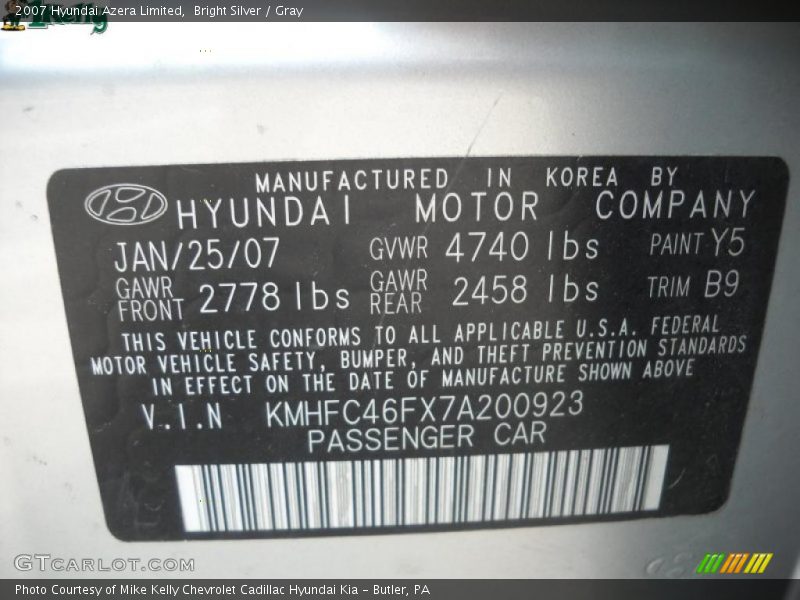 2007 Hyundai Azera Limited, Bright Silver / Gray
MANUFACTURED IN KOREA BY
HYUNDAI MOTOR COMPANY
JAN/25/07 GVWR 4740 lbs PAINT Y5
GAWR FRONT 2778 lbs GAWR REAR 2458 lbs TRIM B9
THIS VEHICLE CONFORMS TO ALL APPLICABLE U.S.A. FEDERAL
MOTOR VEHICLE SAFETY, BUMPER, AND THEFT PREVENTION STANDARDS
IN EFFECT ON THE DATE OF MANUFACTURE SHOWN ABOVE
V.I.N KMHFC46FX7A200923
PASSENGER CAR
GTCARLOT.COM
Photo Courtesy of Mike Kelly Chevrolet Cadillac Hyundai Kia - Butler, PA